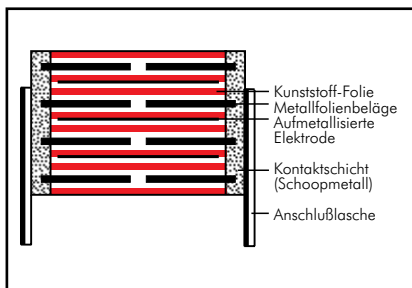 Kunststoff-Folie
Metallfolienbeläge
Aufmetallisierte
Elektrode
Kontaktschicht
(Schoopmetall)
Anschlußlasche